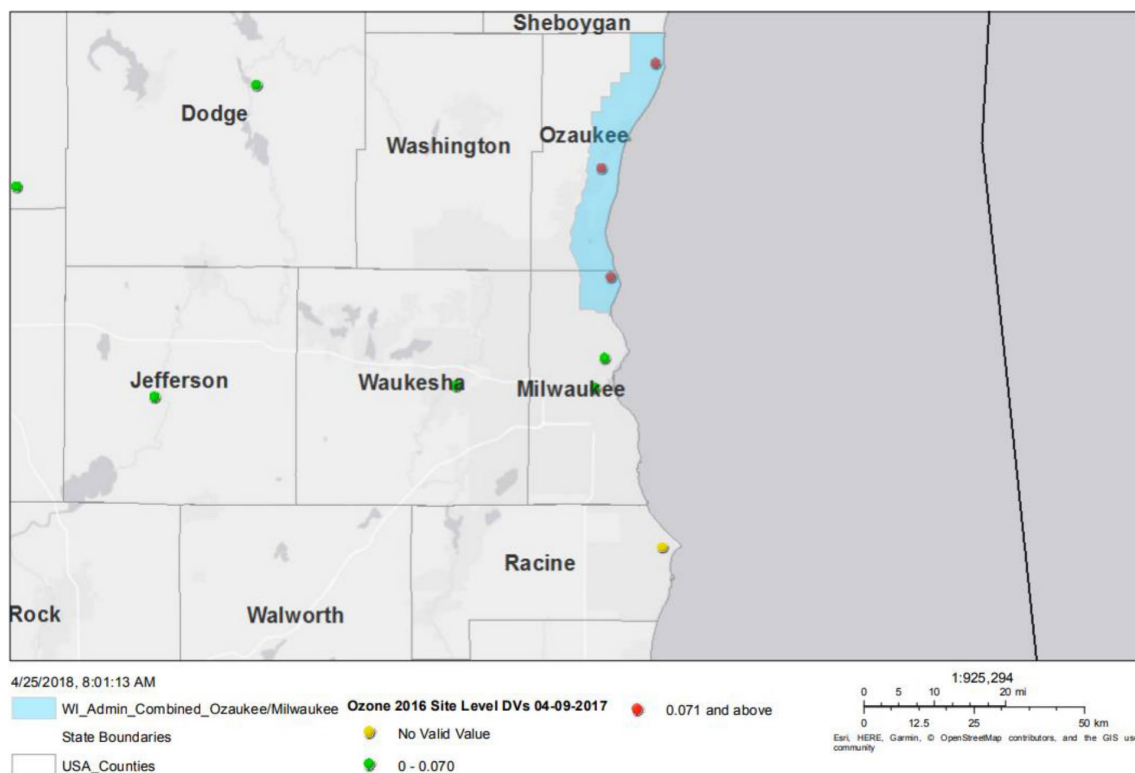 Sheboygan
Dodge
Washington
Ozaukee
Jefferson
Waukesha
Milwaukee
Racine
Rock
Walworth
4/25/2018, 8:01:13 AM
WI_Admin_Combined_Ozaukee/Milwaukee
State Boundaries
USA_Counties
Ozone 2016 Site Level DVs 04-09-2017
No Valid Value
0 - 0.070
0.071 and above
1:925,294
0 5 10 20 mi
0 12.5 25 50 km
Esri, HERE, Garmin, © OpenStreetMap contributors, and the GIS use
community